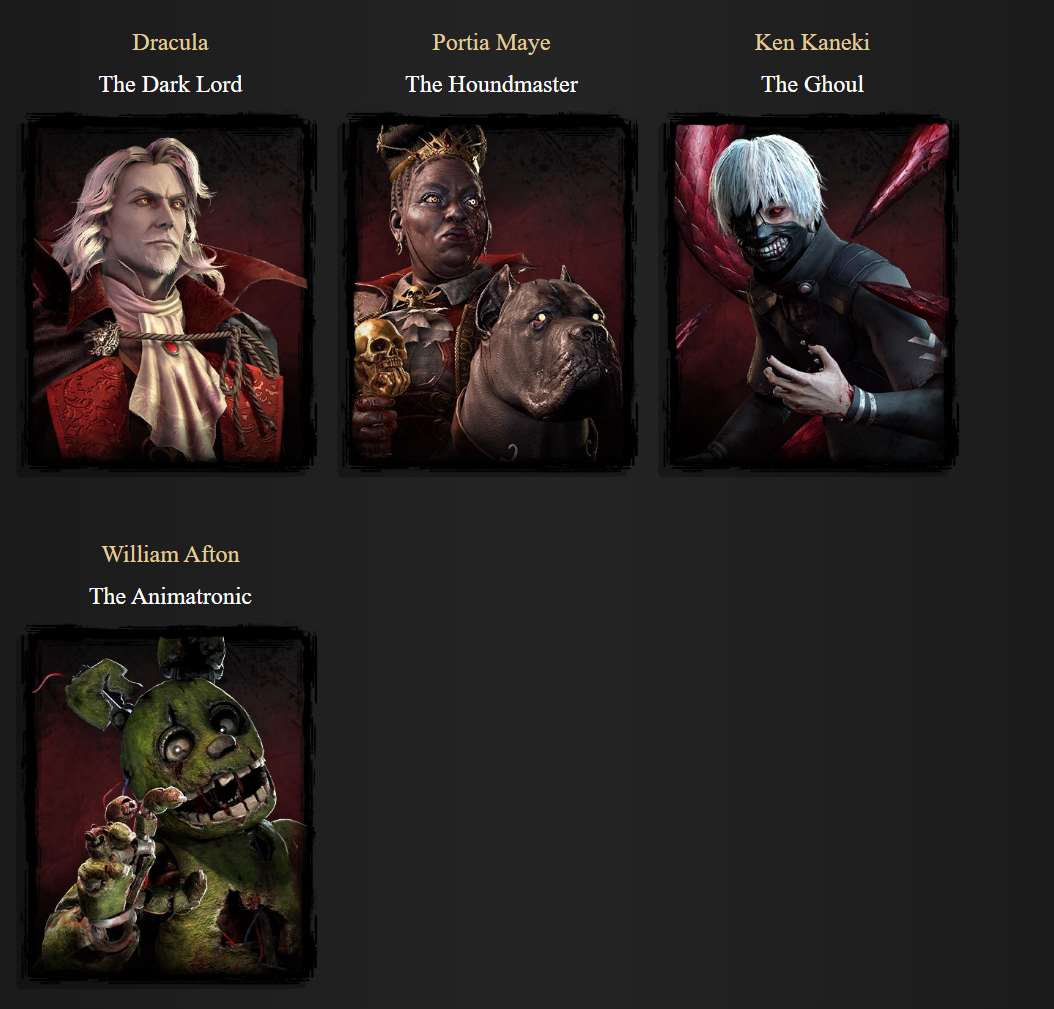 Dracula
The Dark Lord
Portia Maye
The Houndmaster
Ken Kaneki
The Ghoul
William Afton
The Animatronic